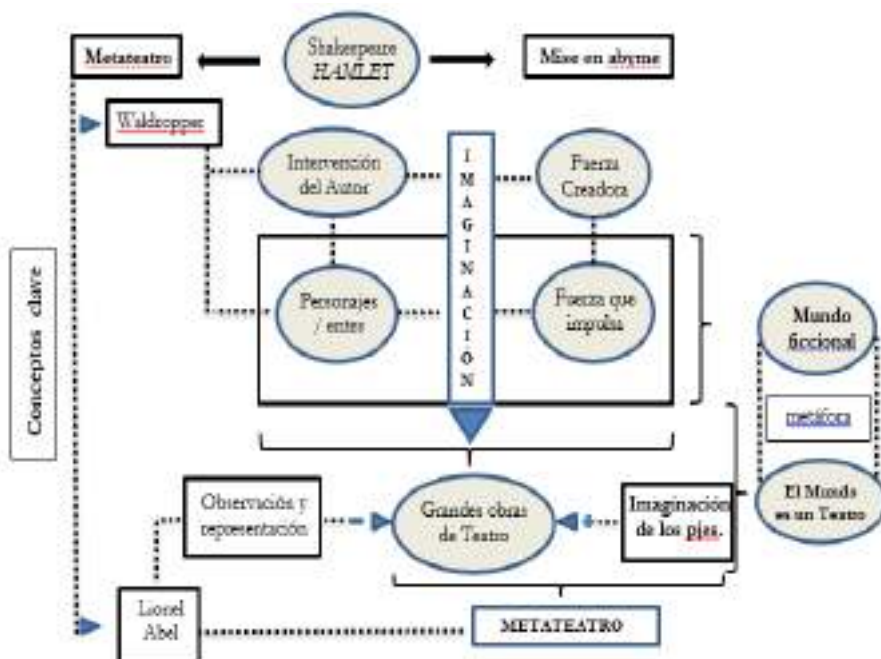 Shakespeare
HAMLET
Metateatro
Mise en abyme
Waldropper
Intervención
del Autor
IMAGINACIÓN
Fuerza
Creadora
Personajes
/ entes
Fuerza que
impulsa
Conceptos clave
Mundo
ficcional
metáfora
El Mundo
es un Teatro
Observación y
representación
Grandes obras
de Teatro
Imaginación
de los pjes.
Lionel
Abel
METATEATRO